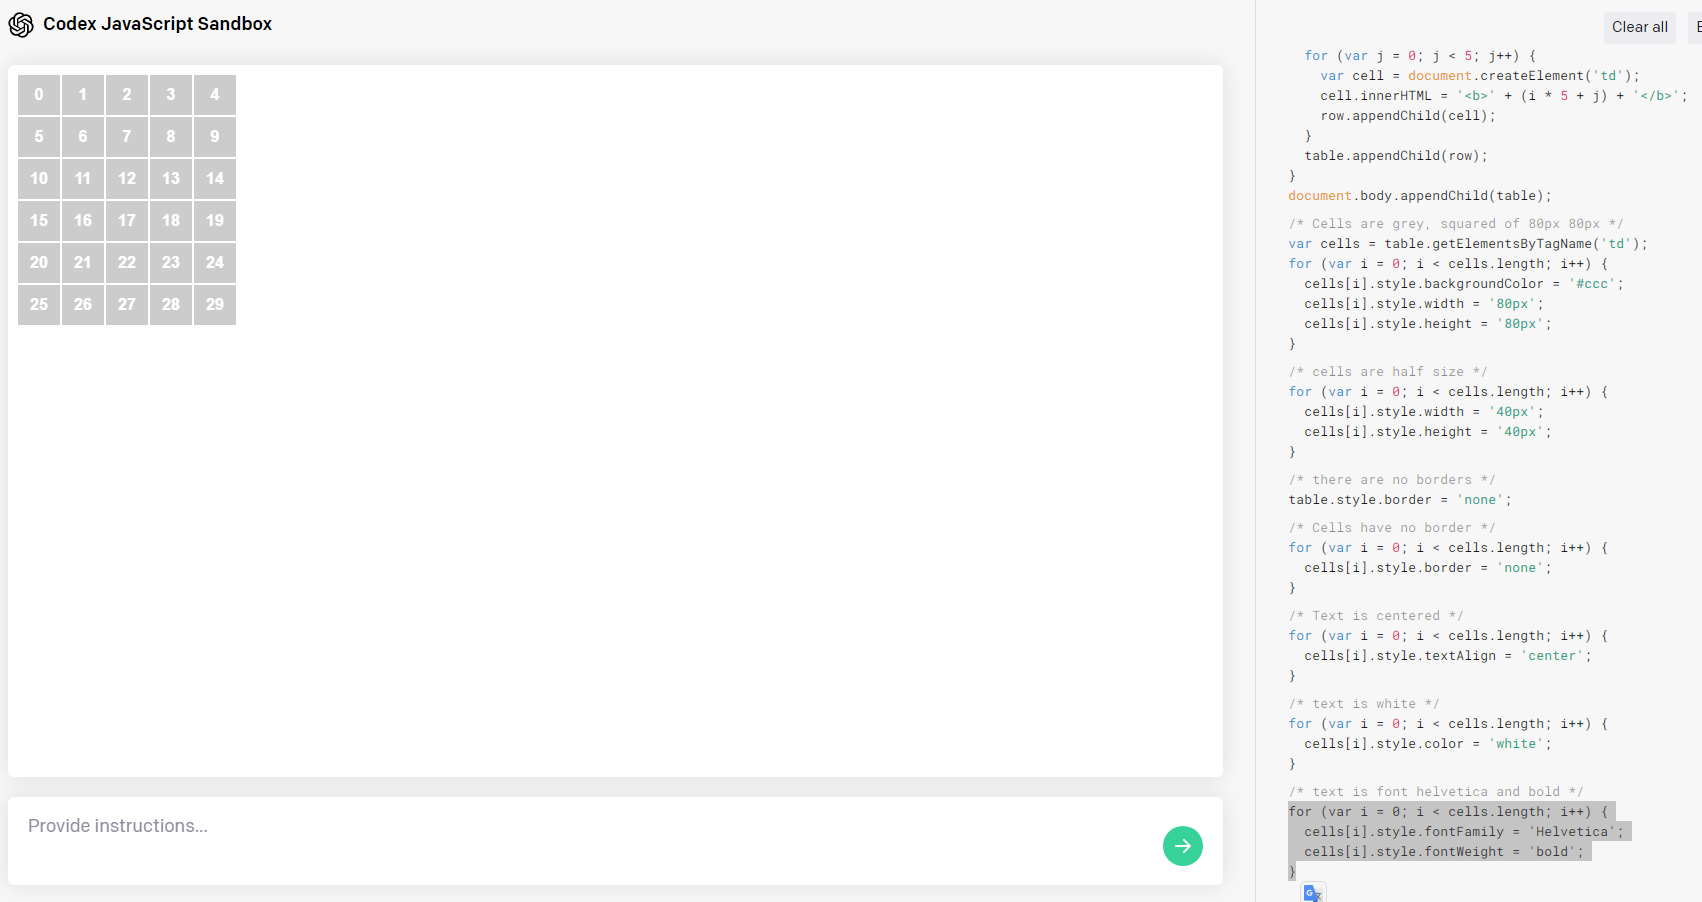 Codex JavaScript Sandbox
0 1 2 3 4
5 6 7 8 9
10 11 12 13 14
15 16 17 18 19
20 21 22 23 24
25 26 27 28 29
Provide instructions...
Clear all
for (var j = 0; j < 5; j++) {
var cell = document.createElement('td');
cell.innerHTML = '<b>' + (i * 5 + j) + '</b>';
row.appendChild(cell);
}
table.appendChild(row);
}
document.body.appendChild(table);
/* Cells are grey, squared of 80px 80px */
var cells = table.getElementsByTagName('td');
for (var i = 0; i < cells.length; i++) {
cells[i].style.backgroundColor = '#ccc';
cells[i].style.width = '80px';
cells[i].style.height = '80px';
}
/* cells are half size */
for (var i = 0; i < cells.length; i++) {
cells[i].style.width = '40px';
cells[i].style.height = '40px';
}
/* there are no borders */
table.style.border = 'none';
/* Cells have no border */
for (var i = 0; i < cells.length; i++) {
cells[i].style.border = 'none';
}
/* Text is centered */
for (var i = 0; i < cells.length; i++) {
cells[i].style.textAlign = 'center';
}
/* text is white */
for (var i = 0; i < cells.length; i++) {
cells[i].style.color = 'white';
}
/* text is font helvetica and bold */
for (var i = 0; i < cells.length; i++) {
cells[i].style.fontFamily = 'Helvetica';
cells[i].style.fontWeight = 'bold';
}